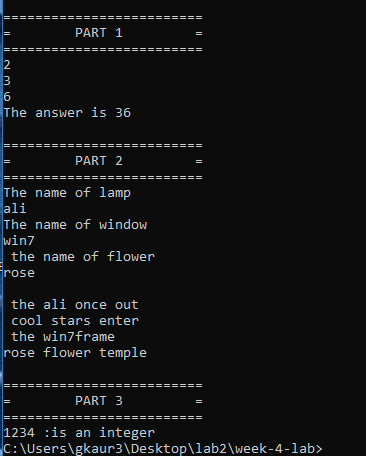 =========================
=        PART 1         =
=========================
2
3
6
The answer is 36

=========================
=        PART 2         =
=========================
The name of lamp
ali
The name of window
win7
 the name of flower
rose

 the ali once out
 cool stars enter
 the win7frame
rose flower temple

=========================
=        PART 3         =
=========================
1234 :is an integer
C:\Users\gkaur3\Desktop\lab2\week-4-lab>